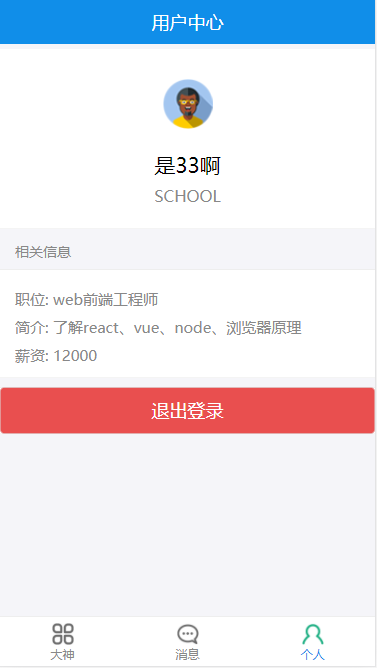 用户中心
是33啊
SCHOOL
相关信息
职位: web前端工程师
简介: 了解react、vue、node、浏览器原理
薪资: 12000
退出登录
大神 消息 个人